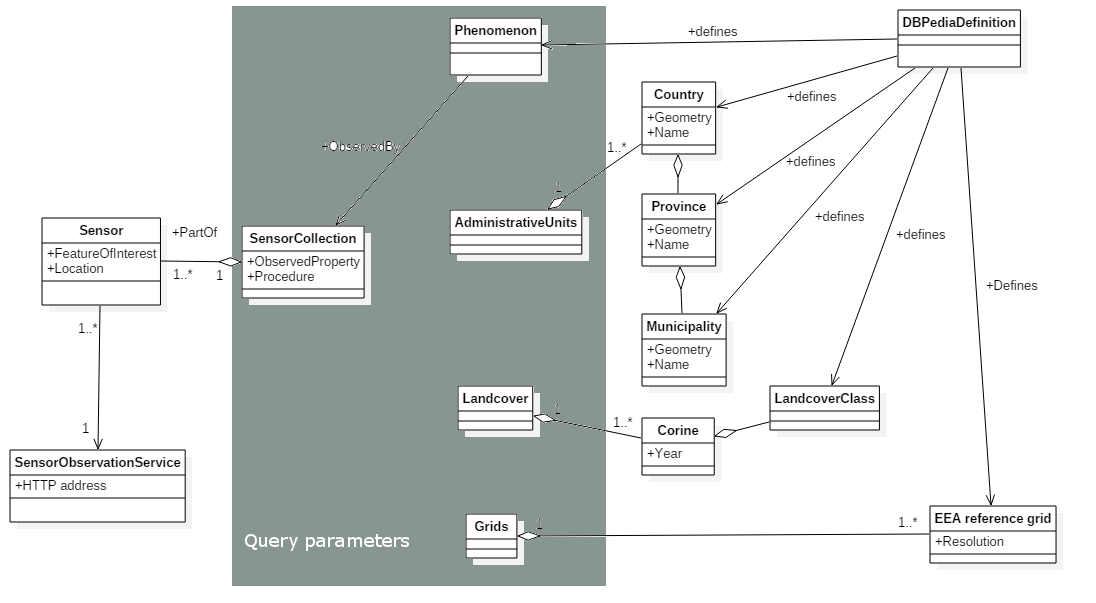 DBPediaDefinition
Phenomenon
+defines
Country
+Geometry
+Name
+defines
+ObservedBy
1..*
+defines
1
Province
+Geometry
+Name
AdministrativeUnits
+defines
Sensor
+FeatureOfInterest
+Location
+PartOf
1..*
1
SensorCollection
+ObservedProperty
+Procedure
+defines
+Defines
1..*
Municipality
+Geometry
+Name
Landcover
1
1..*
LandcoverClass
Corine
+Year
1
SensorObservationService
+HTTP address
Grids
1
1..*
EEA reference grid
+Resolution
Query parameters